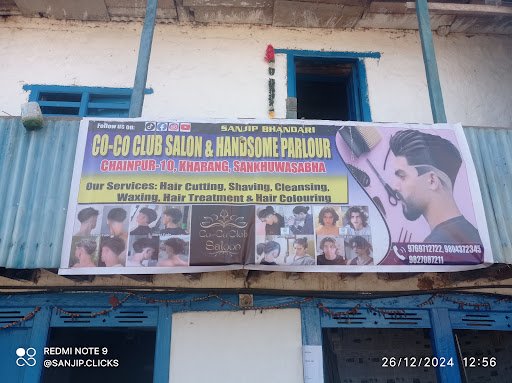 Follow us on:
SANJIP BHANDARI
CO-CO CLUB SALON & HANDSOME PARLOUR
CHAINPUR-10, KHARANG, SANKHUWASABHA
Our Services: Hair Cutting, Shaving, Cleansing,
Waxing, Hair Treatment & Hair Colouring
Co-Co Club
Saloon
9769712722, 9804372345
9827087211
REDMI NOTE 9
@SANJIP.CLICKS
26/12/2024 12:56